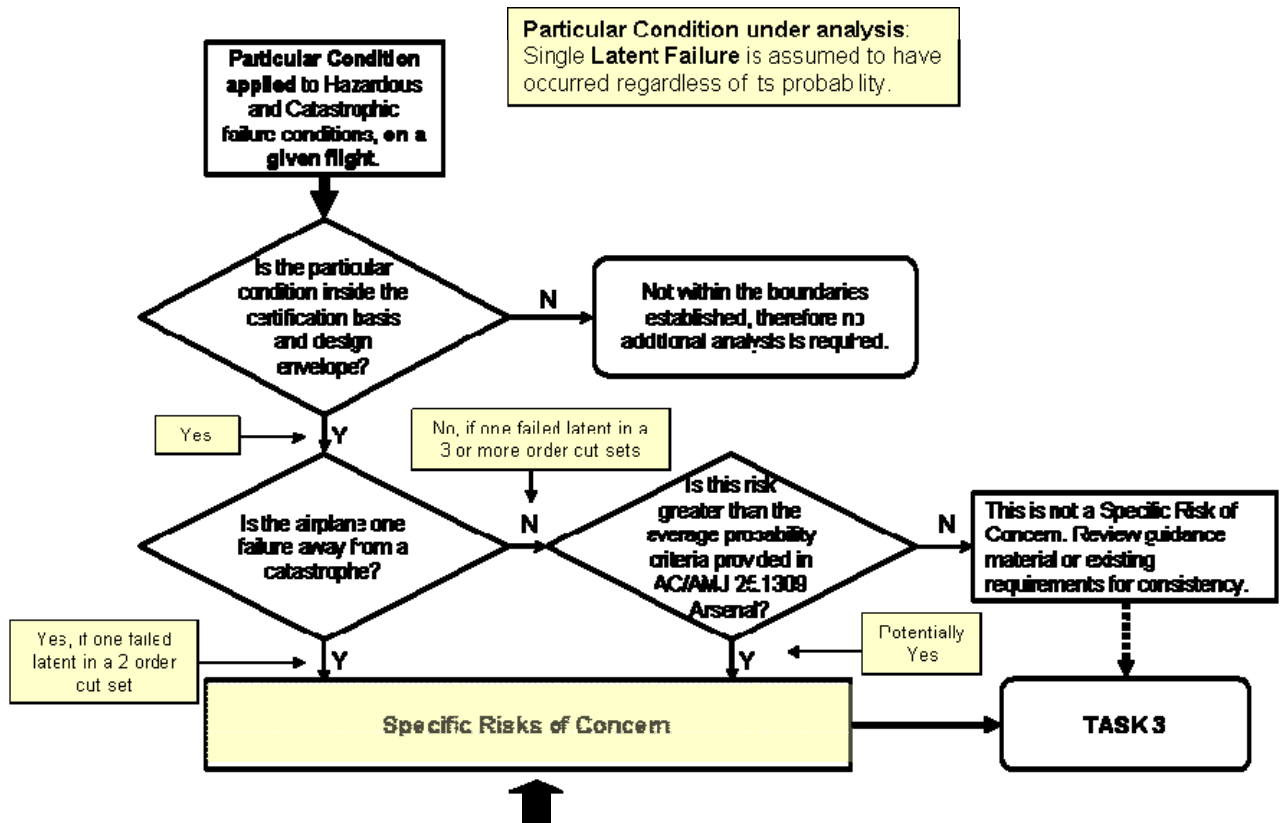 Particular Condition under analysis:
Single Latent Failure is assumed to have
occurred regardless of its probability.
Particular Condition
applied to Hazardous
and Catastrophic
failure conditions, on a
given flight.
Is the particular
condition inside the
certification basis
and design
envelope?
N
Not within the boundaries
established, therefore no
additional analysis is required.
Yes
Y
No, if one failed latent in a
3 or more order cut sets
Is the airplane one
failure away from a
catastrophe?
N
Is this risk
greater than the
average probability
criteria provided in
AC/AMJ 25.1309
Arsenal?
N
This is not a Specific Risk of
Concern. Review guidance
material or existing
requirements for consistency.
Yes, if one failed
latent in a 2 order
cut set
Y
Y
Potentially
Yes
Specific Risks of Concern
TASK 3